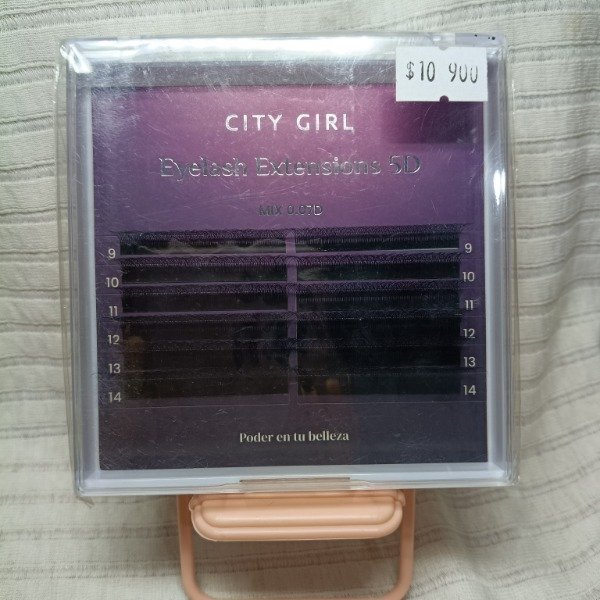 $10 900
CITY GIRL
Eyelash Extensions 5D
MIX 0.07D
9 9
10 10
11 11
12 12
13 13
14 14
Poder en tu belleza